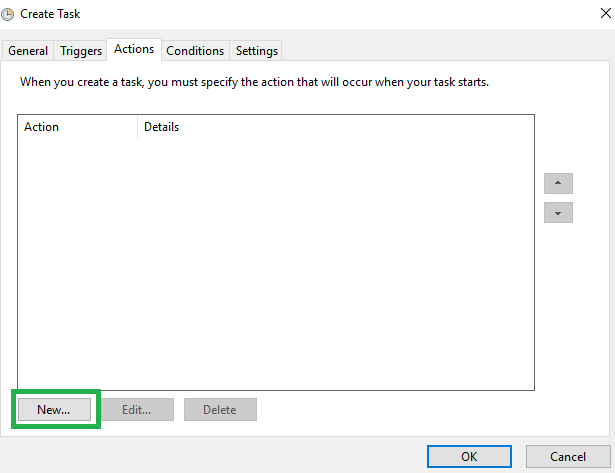 Create Task
General Triggers Actions Conditions Settings
When you create a task, you must specify the action that will occur when your task starts.
Action Details
New... Edit... Delete
OK Cancel